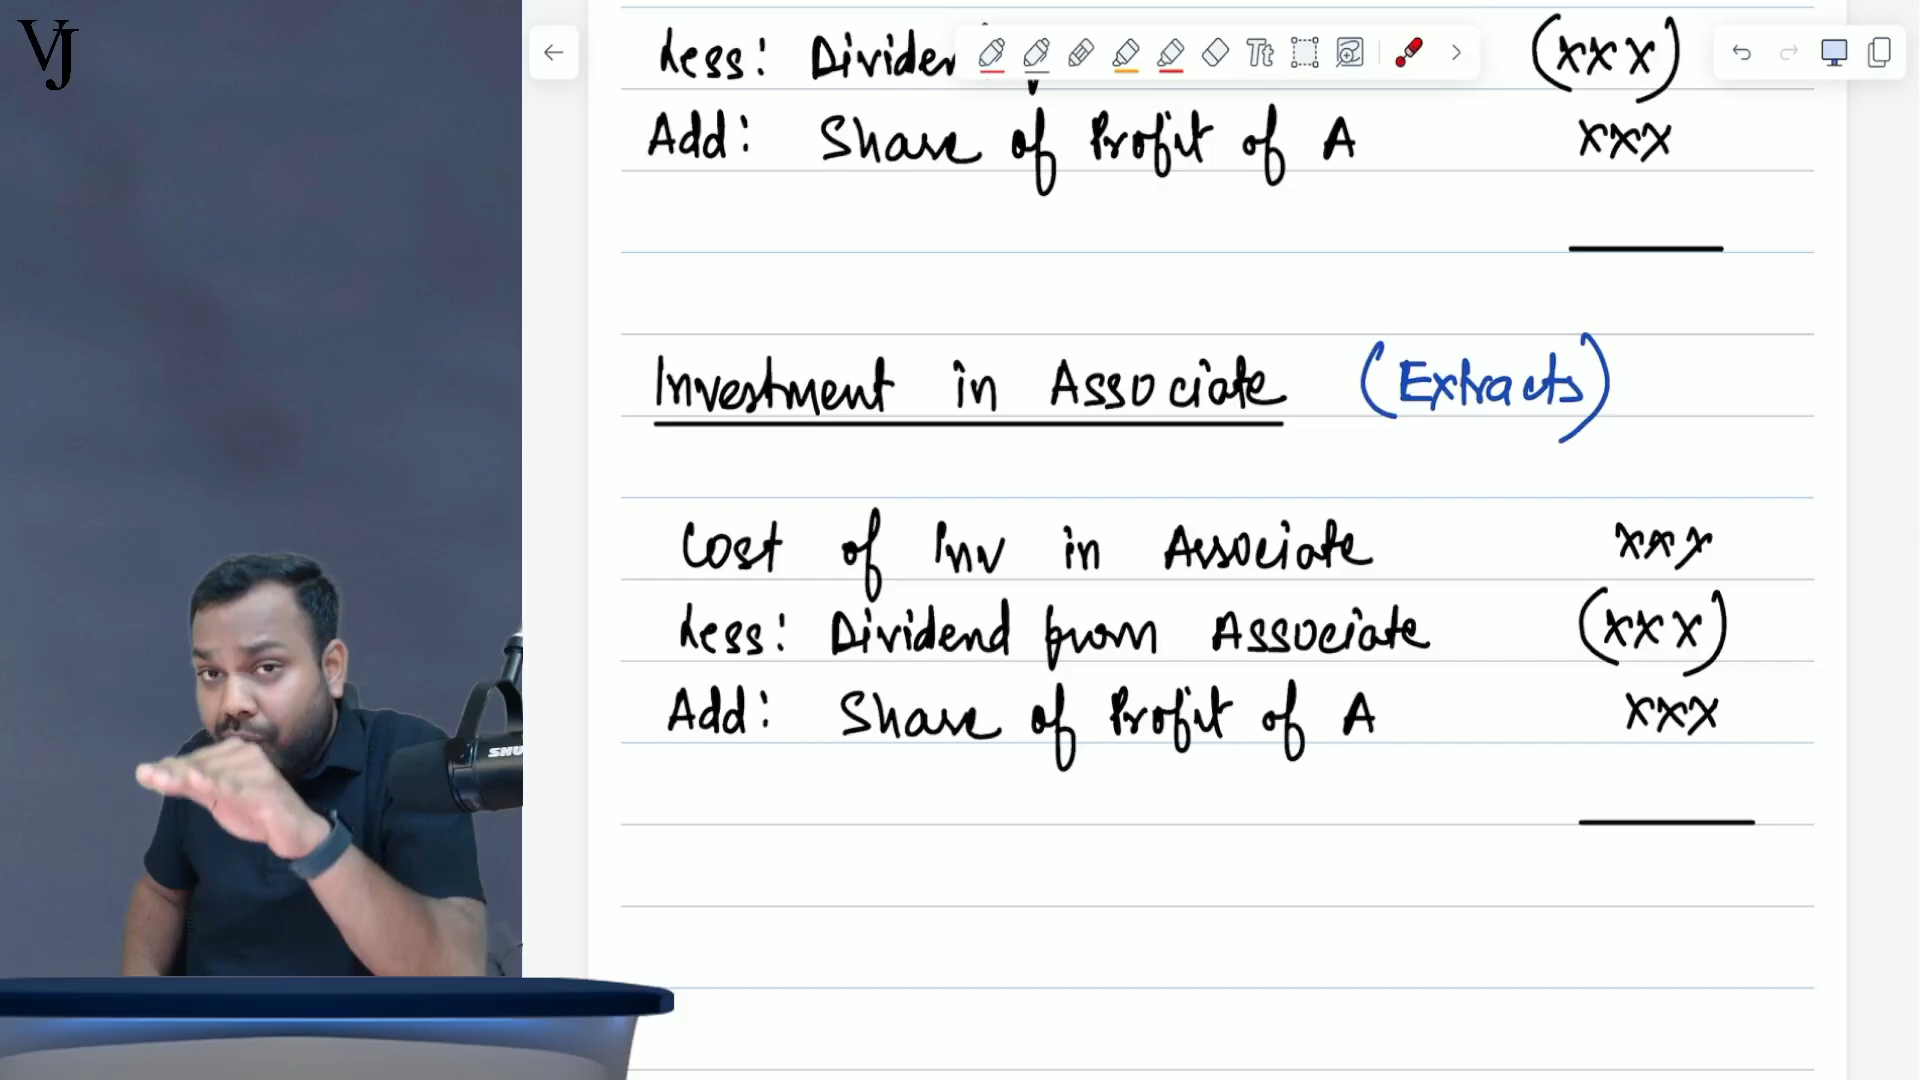 VJ
Less: (xxx)
Add: Share of Profit of A xxx
Investment in Associate (Extracts)
Cost of Inv in Associate xxx
Less: Dividend from Associate (xxx)
Add: Share of Profit of A xxx
SHU